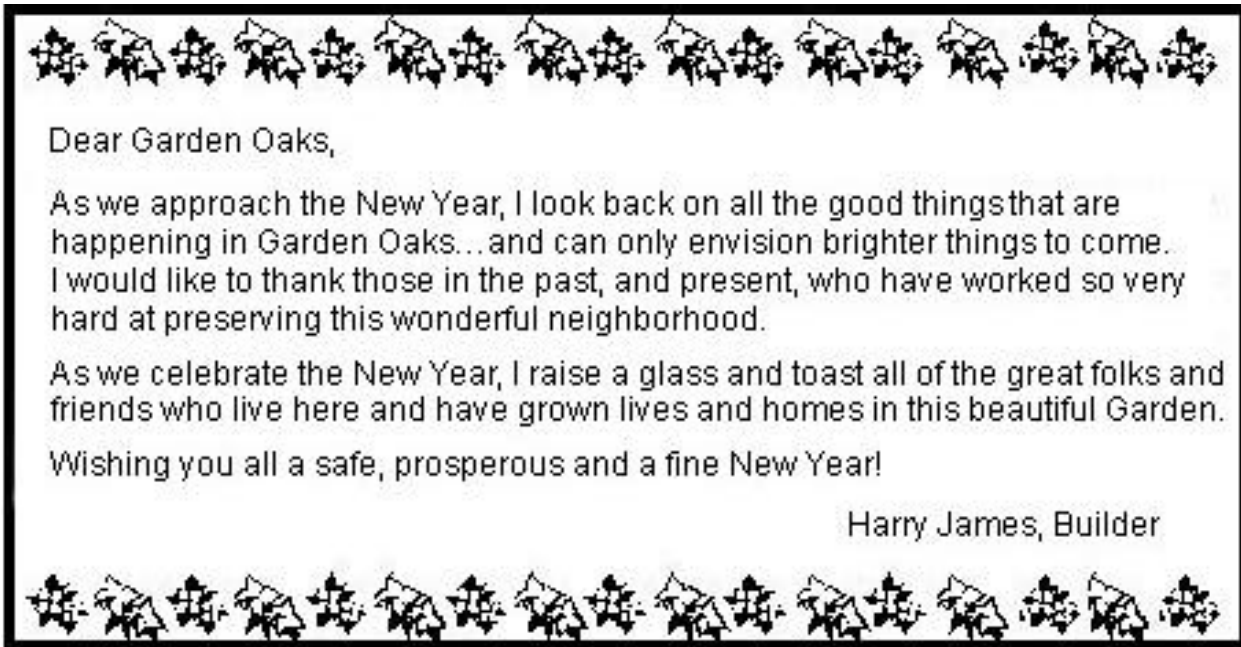 Dear Garden Oaks,
As we approach the New Year, I look back on all the good things that are
happening in Garden Oaks...and can only envision brighter things to come.
I would like to thank those in the past, and present, who have worked so very
hard at preserving this wonderful neighborhood.
As we celebrate the New Year, I raise a glass and toast all of the great folks and
friends who live here and have grown lives and homes in this beautiful Garden.
Wishing you all a safe, prosperous and a fine New Year!
Harry James, Builder